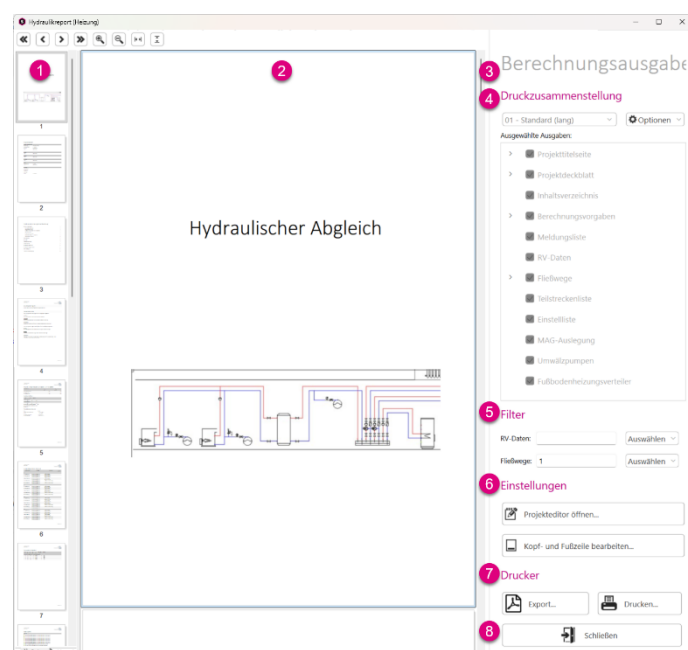 Hydraulikreport (Heizung)
1
2
3
4
5
6
7
1
2
Hydraulischer Abgleich
3 Berechnungsausgabe
4 Druckzusammenstellung
01 - Standard (lang)
Optionen
Ausgewählte Ausgaben:
Projekttitelseite
Projektdeckblatt
Inhaltsverzeichnis
Berechnungsvorgaben
Meldungsliste
RV-Daten
Fließwege
Teilstreckenliste
Einstellliste
MAG-Auslegung
Umwälzpumpen
Fußbodenheizungsverteiler
5 Filter
RV-Daten: Auswählen
Fließwege: 1 Auswählen
6 Einstellungen
Projekteditor öffnen...
Kopf- und Fußzeile bearbeiten...
7 Drucker
Export... Drucken...
8 Schließen